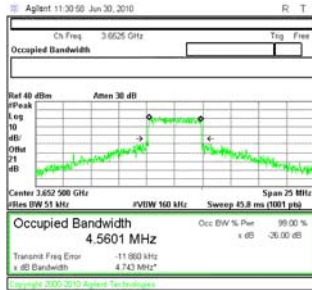 Agilent 11:30:58 Jun 30, 2010 R T
Ch Freq 3.6525 GHz Trig Free
Occupied Bandwidth
Ref 40 dBm Atten 30 dB
#Peak
Log
10
dB/
Offst
21
dB
Center 3.652 500 GHz Span 25 MHz
#Res BW 51 kHz #VBW 160 kHz Sweep 45.8 ms (1001 pts)
Occupied Bandwidth Occ BW % Pwr 99.00 %
4.5601 MHz x dB -26.00 dB
Transmit Freq Error -11.860 kHz
x dB Bandwidth 4.743 MHz*
Copyright 2000-2010 Agilent Technologies